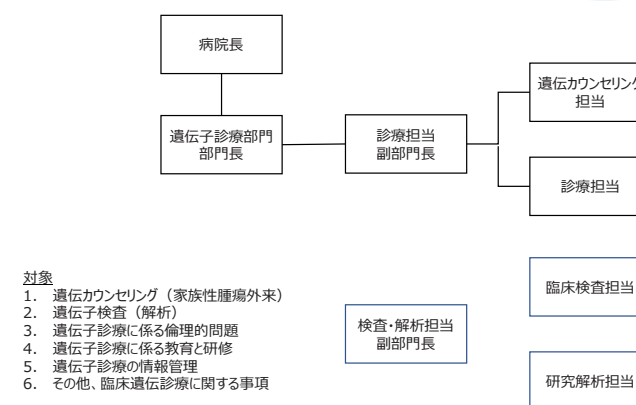 病院長
遺伝子診療部門
部門長
診療担当
副部門長
遺伝カウンセリング
担当
診療担当
対象
1. 遺伝カウンセリング（家族性腫瘍外来）
2. 遺伝子検査（解析）
3. 遺伝子診療に係る倫理的問題
4. 遺伝子診療に係る教育と研修
5. 遺伝子診療の情報管理
6. その他、臨床遺伝診療に関する事項
検査・解析担当
副部門長
臨床検査担当
研究解析担当